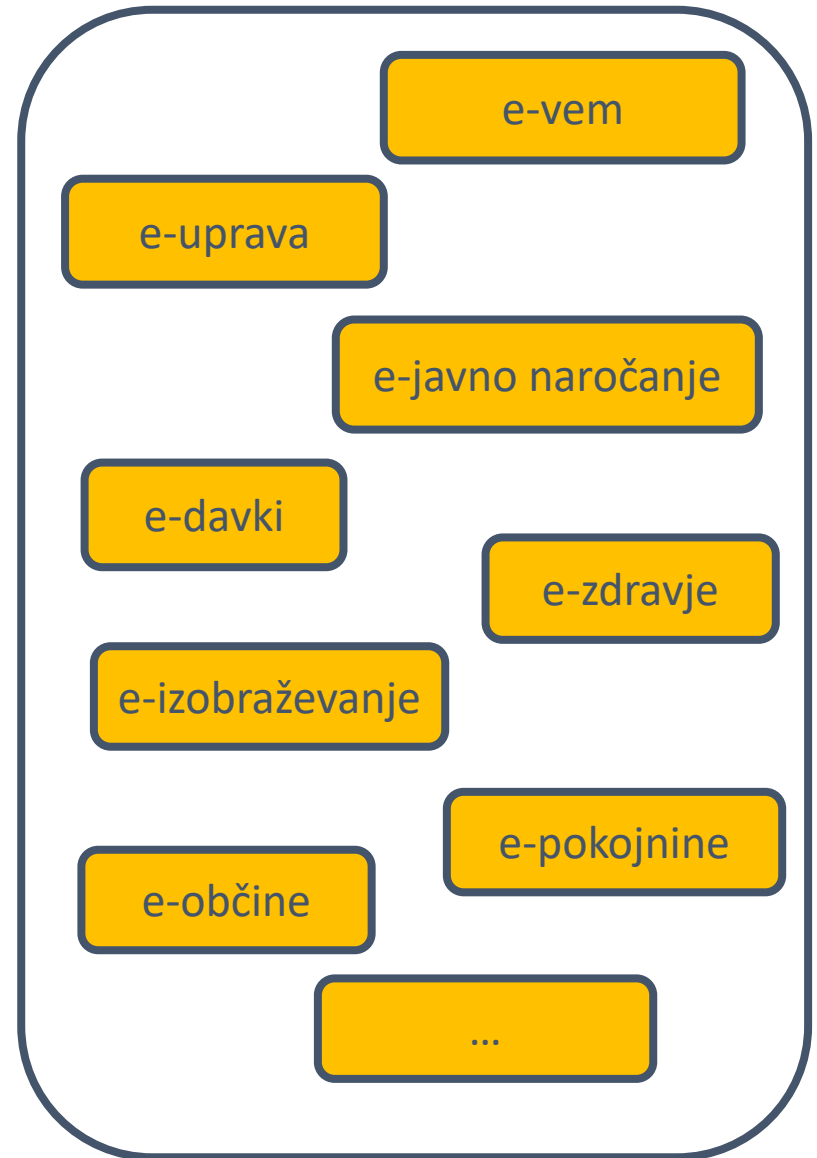 e-vem
e-uprava
e-javno naročanje
e-davki
e-zdravje
e-izobraževanje
e-pokojnine
e-občine
...